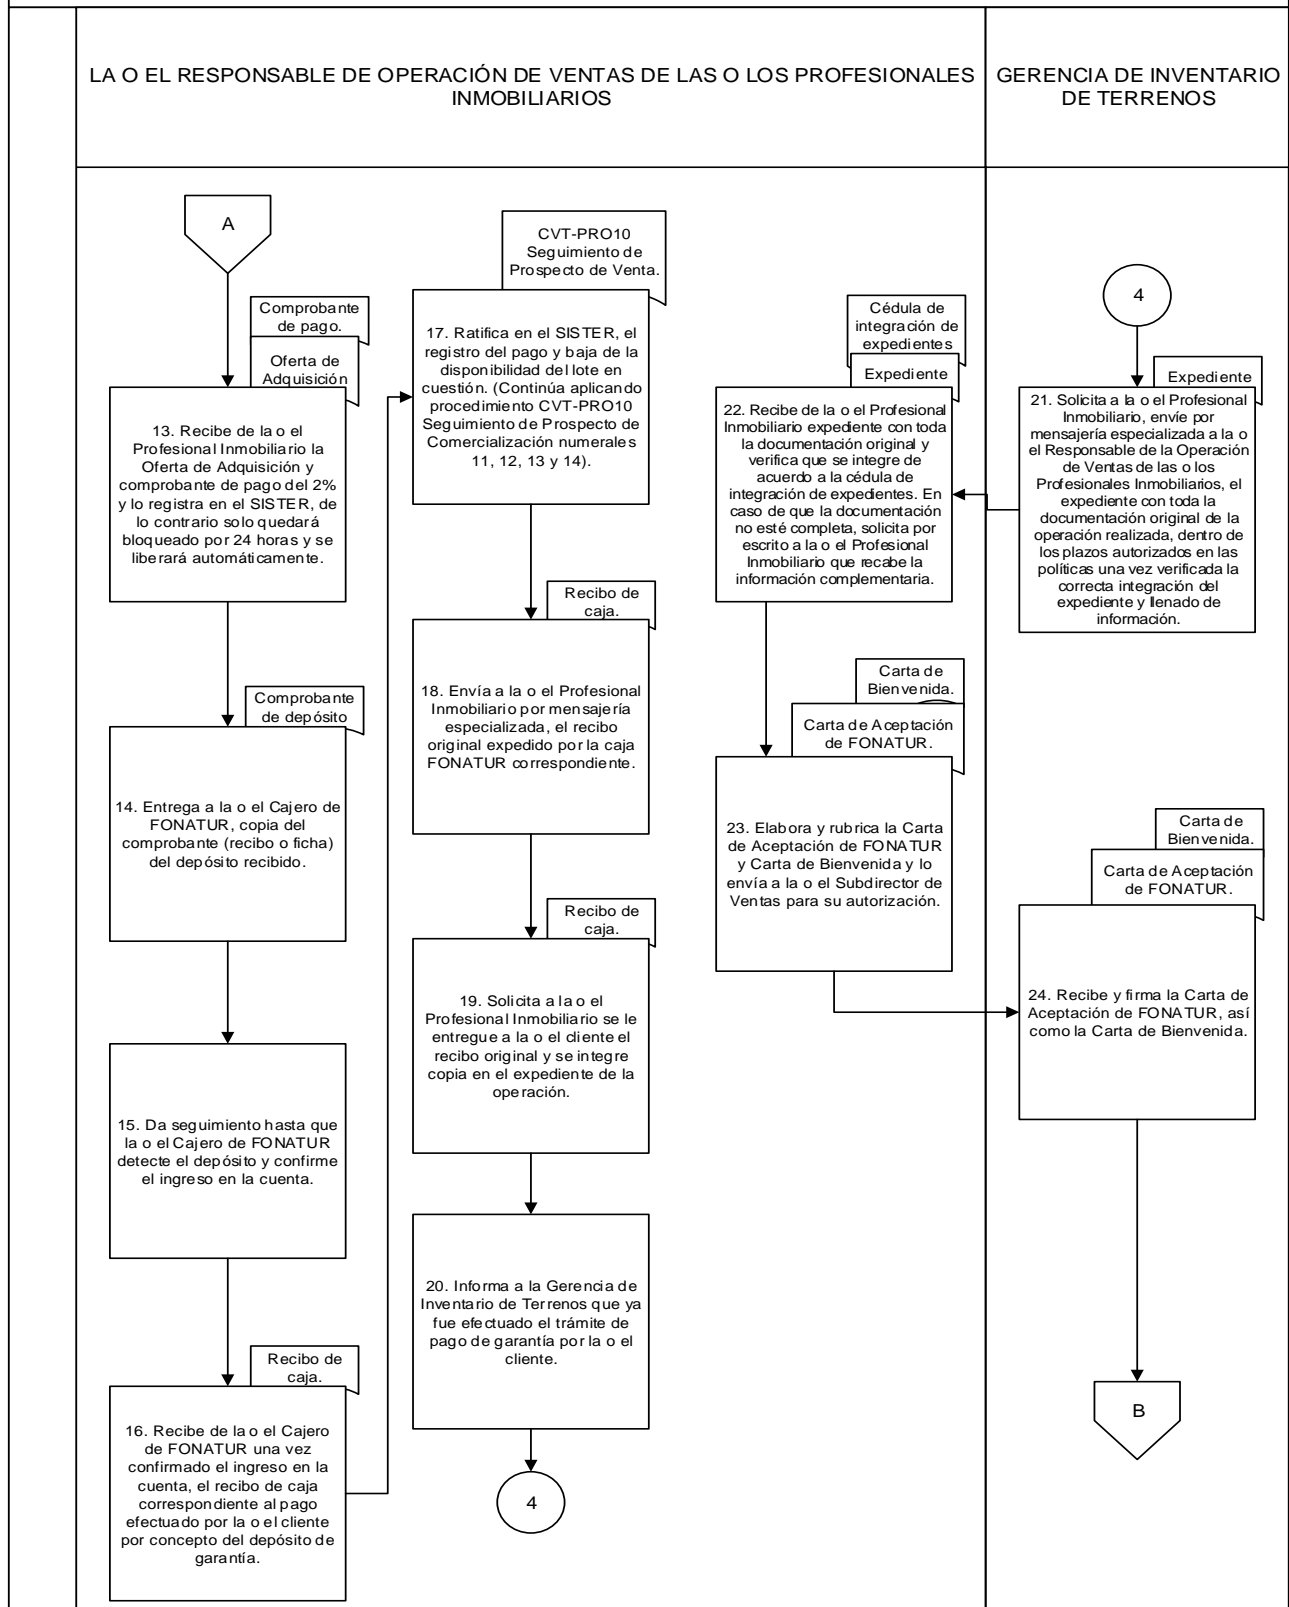 LA O EL RESPONSABLE DE OPERACIÓN DE VENTAS DE LAS O LOS PROFESIONALES
INMOBILIARIOS
GERENCIA DE INVENTARIO
DE TERRENOS
A
Comprobante
de pago.
Oferta de
Adquisición
13. Recibe de la o el
Profesional Inmobiliario la
Oferta de Adquisición y
comprobante de pago del 2%
y lo registra en el SISTER, de
lo contrario solo quedará
bloqueado por 24 horas y se
liberará automáticamente.
Comprobante
de depósito
14. Entrega a la o el Cajero de
FONATUR, copia del
comprobante (recibo o ficha)
del depósito recibido.
15. Da seguimiento hasta que
la o el Cajero de FONATUR
detecte el depósito y confirme
el ingreso en la cuenta.
Recibo de
caja.
16. Recibe de la o el Cajero
de FONATUR una vez
confirmado el ingreso en la
cuenta, el recibo de caja
correspondiente al pago
efectuado por la o el cliente
por concepto del depósito de
garantía.
CVT-PRO10
Seguimiento de
Prospecto de Venta.
17. Ratifica en el SISTER, el
registro del pago y baja de la
disponibilidad del lote en
cuestión. (Continúa aplicando
procedimiento CVT-PRO10
Seguimiento de Prospecto de
Comercialización numerales
11, 12, 13 y 14).
Recibo de
caja.
18. Envía a la o el Profesional
Inmobiliario por mensajería
especializada, el recibo
original expedido por la caja
FONATUR correspondiente.
Recibo de
caja.
19. Solicita a la o el
Profesional Inmobiliario se le
entregue a la o el cliente el
recibo original y se integre
copia en el expediente de la
operación.
20. Informa a la Gerencia de
Inventario de Terrenos que ya
fue efectuado el trámite de
pago de garantía por la o el
cliente.
4
Cédula de
integración de
expedientes
Expediente
22. Recibe de la o el Profesional
Inmobiliario expediente con toda
la documentación original y
verifica que se integre de
acuerdo a la cédula de
integración de expedientes. En
caso de que la documentación
no esté completa, solicita por
escrito a la o el Profesional
Inmobiliario que recabe la
información complementaria.
Carta de
Bienvenida.
Carta de Aceptación
de FONATUR.
23. Elabora y rubrica la Carta
de Aceptación de FONATUR
y Carta de Bienvenida y lo
envía a la o el Subdirector de
Ventas para su autorización.
4
Expediente
21. Solicita a la o el Profesional
Inmobiliario, envíe por
mensajería especializada a la o
el Responsable de la Operación
de Ventas de las o los
Profesionales Inmobiliarios, el
expediente con toda la
documentación original de la
operación realizada, dentro de
los plazos autorizados en las
políticas una vez verificada la
correcta integración del
expediente y llenado de
información.
Carta de
Bienvenida.
Carta de Aceptación
de FONATUR.
24. Recibe y firma la Carta de
Aceptación de FONATUR, así
como la Carta de Bienvenida.
B